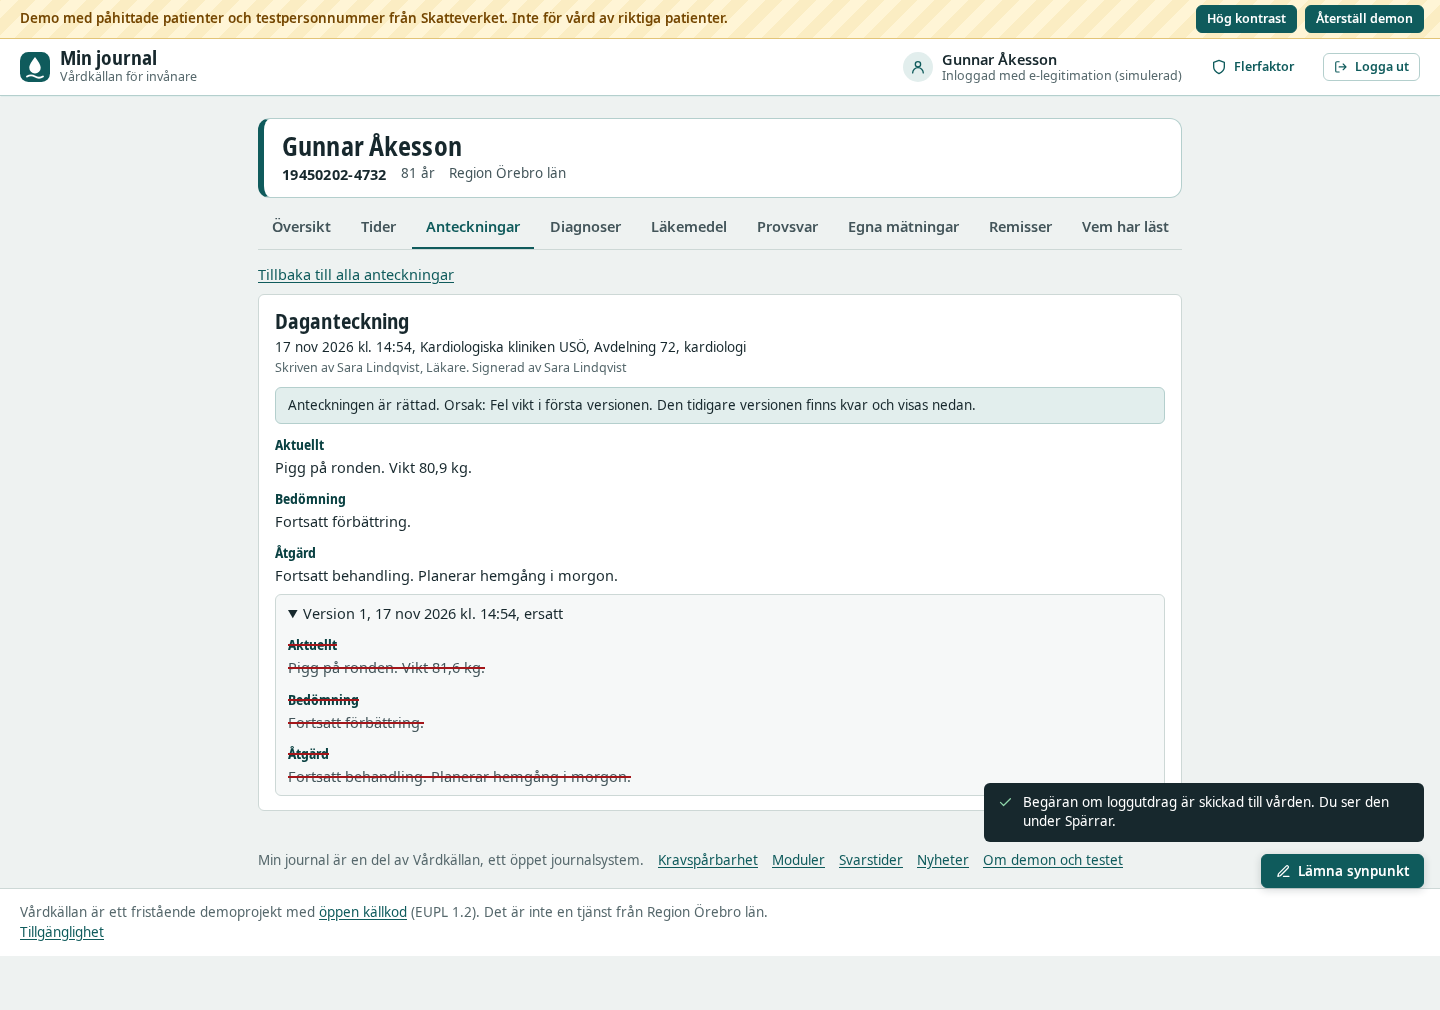 Demo med påhittade patienter och testpersonnummer från Skatteverket. Inte för vård av riktiga patienter.
Hög kontrast
Återställ demon
Min journal
Vårdkällan för invånare
Gunnar Åkesson
Inloggad med e-legitimation (simulerad)
Flerfaktor
Logga ut
Gunnar Åkesson
19450202-4732 81 år Region Örebro län
Översikt Tider Anteckningar Diagnoser Läkemedel Provsvar Egna mätningar Remisser Vem har läst
Tillbaka till alla anteckningar
Daganteckning
17 nov 2026 kl. 14:54, Kardiologiska kliniken USÖ, Avdelning 72, kardiologi
Skriven av Sara Lindqvist, Läkare. Signerad av Sara Lindqvist
Anteckningen är rättad. Orsak: Fel vikt i första versionen. Den tidigare versionen finns kvar och visas nedan.
Aktuellt
Pigg på ronden. Vikt 80,9 kg.
Bedömning
Fortsatt förbättring.
Åtgärd
Fortsatt behandling. Planerar hemgång i morgon.
Version 1, 17 nov 2026 kl. 14:54, ersatt
Aktuellt
Pigg på ronden. Vikt 81,6 kg.
Bedömning
Fortsatt förbättring.
Åtgärd
Fortsatt behandling. Planerar hemgång i morgon.
Begäran om loggutdrag är skickad till vården. Du ser den
under Spärrar.
Min journal är en del av Vårdkällan, ett öppet journalsystem. Kravspårbarhet Moduler Svarstider Nyheter Om demon och testet
Lämna synpunkt
Vårdkällan är ett fristående demoprojekt med öppen källkod (EUPL 1.2). Det är inte en tjänst från Region Örebro län.
Tillgänglighet